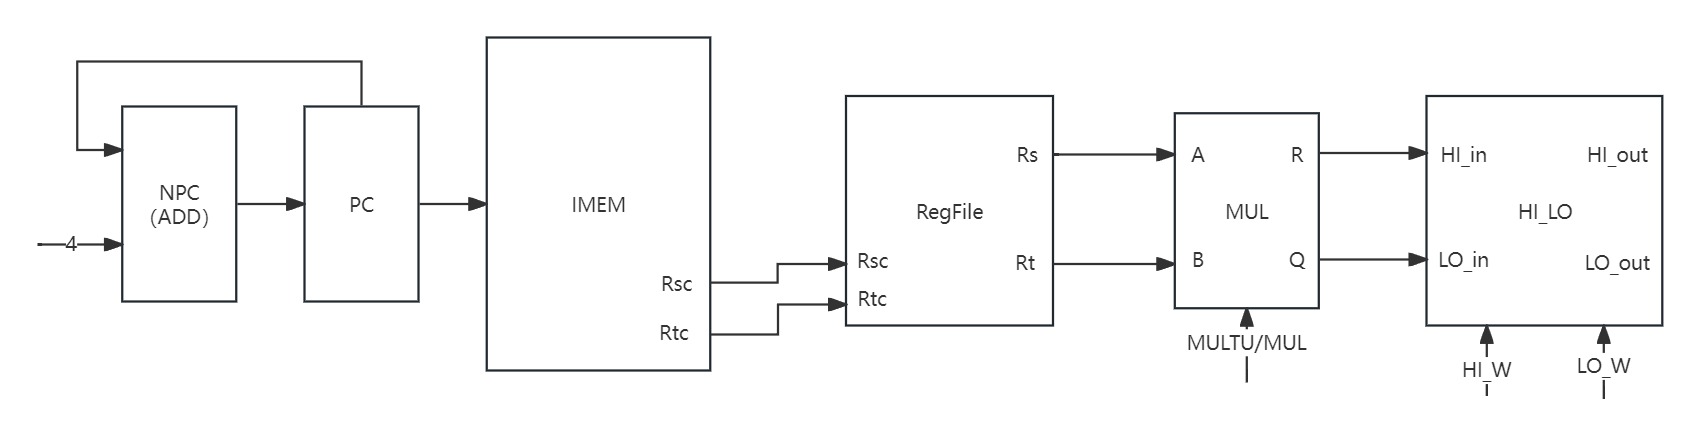 4
NPC
(ADD)
PC
IMEM
Rsc
Rtc
Rsc
Rtc
RegFile
Rs
Rt
A
B
MUL
R
Q
MULTU/MUL
HI_in
LO_in
HI_LO
HI_out
LO_out
HI_W
LO_W